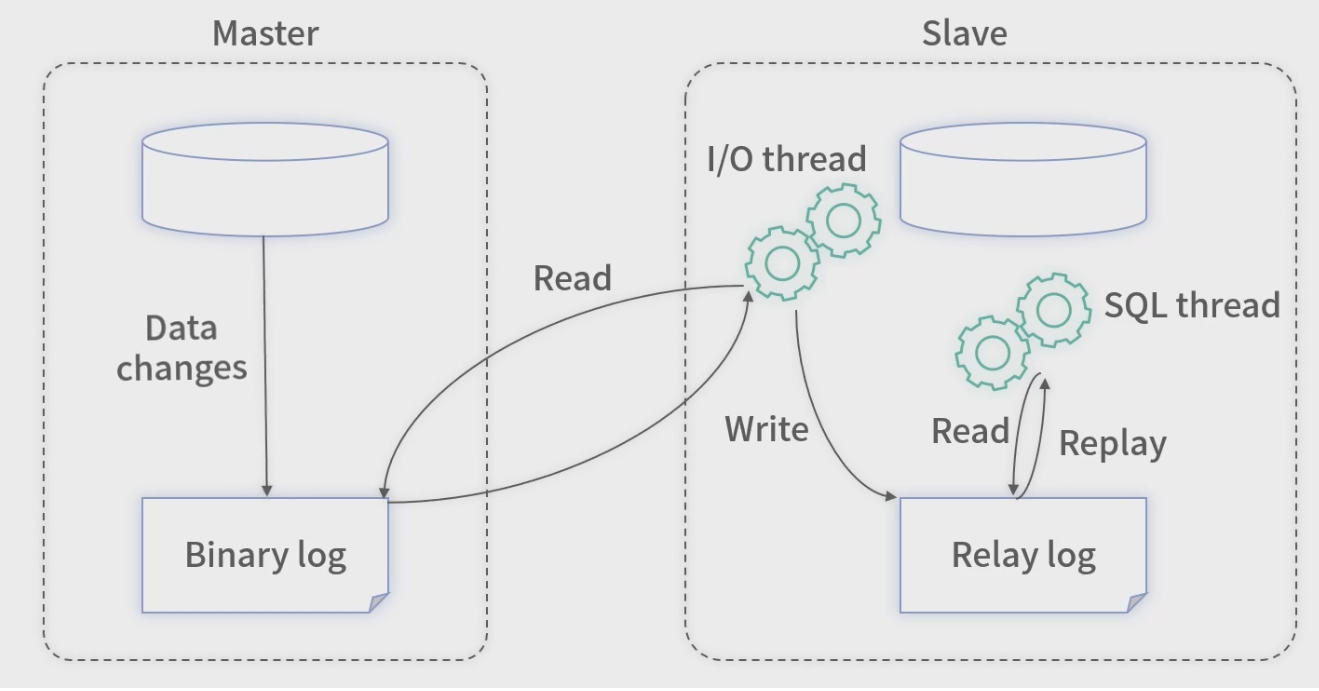 Master
Slave
I/O thread
Read
SQL thread
Data
changes
Write
Read
Replay
Binary log
Relay log